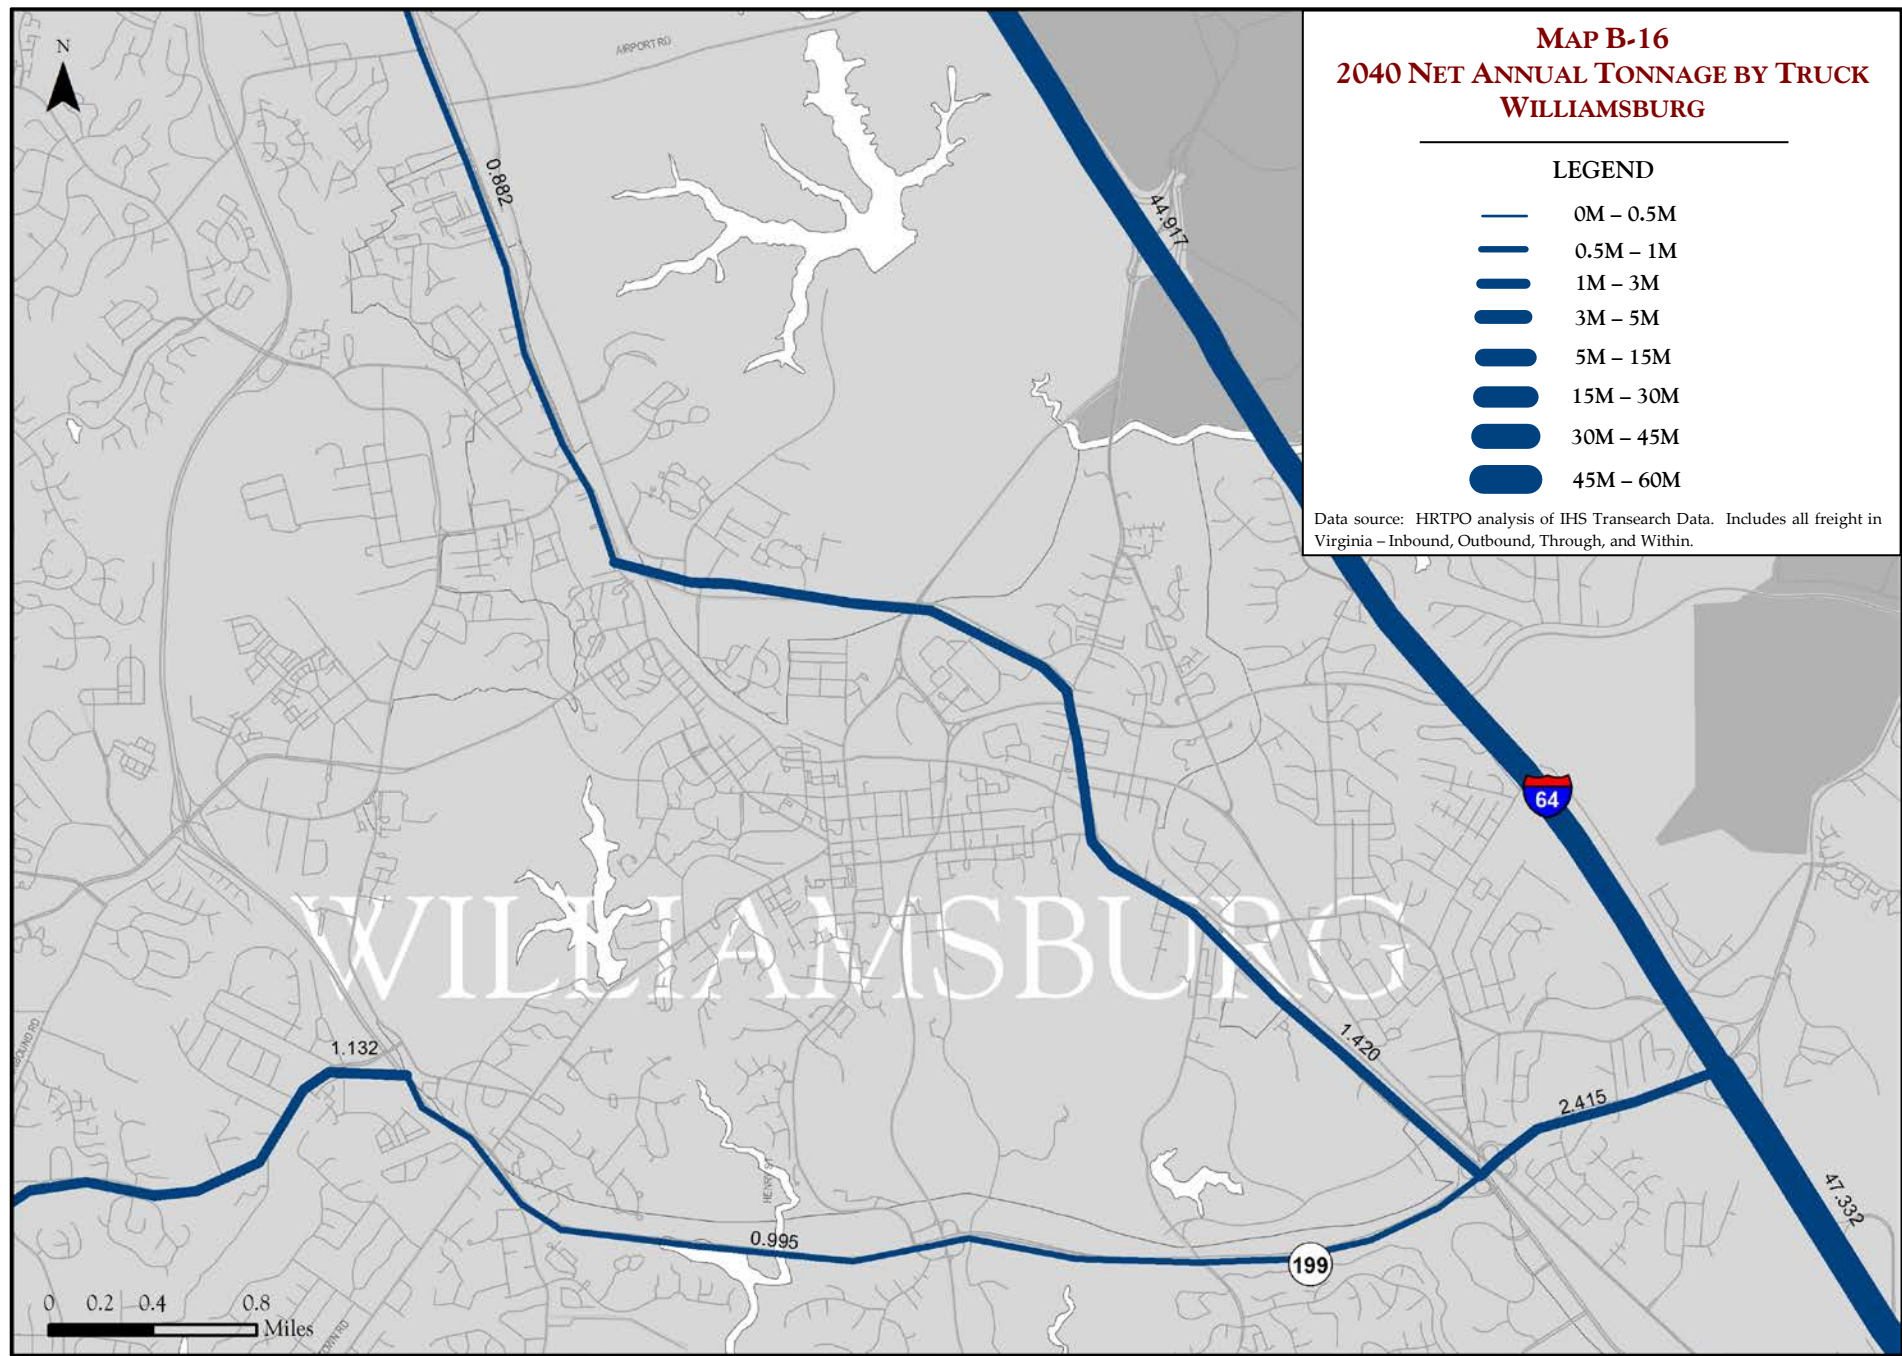 MAP B-16
2040 NET ANNUAL TONNAGE BY TRUCK
WILLIAMSBURG
LEGEND
0M – 0.5M
0.5M – 1M
1M – 3M
3M – 5M
5M – 15M
15M – 30M
30M – 45M
45M – 60M
Data source: HRTPO analysis of IHS Transearch Data. Includes all freight in
Virginia – Inbound, Outbound, Through, and Within.
N
AIRPORT RD
0.882
44.917
64
WILLIAMSBURG
1.132
1.420
2.415
47.332
0.995
199
0 0.2 0.4 0.8
Miles